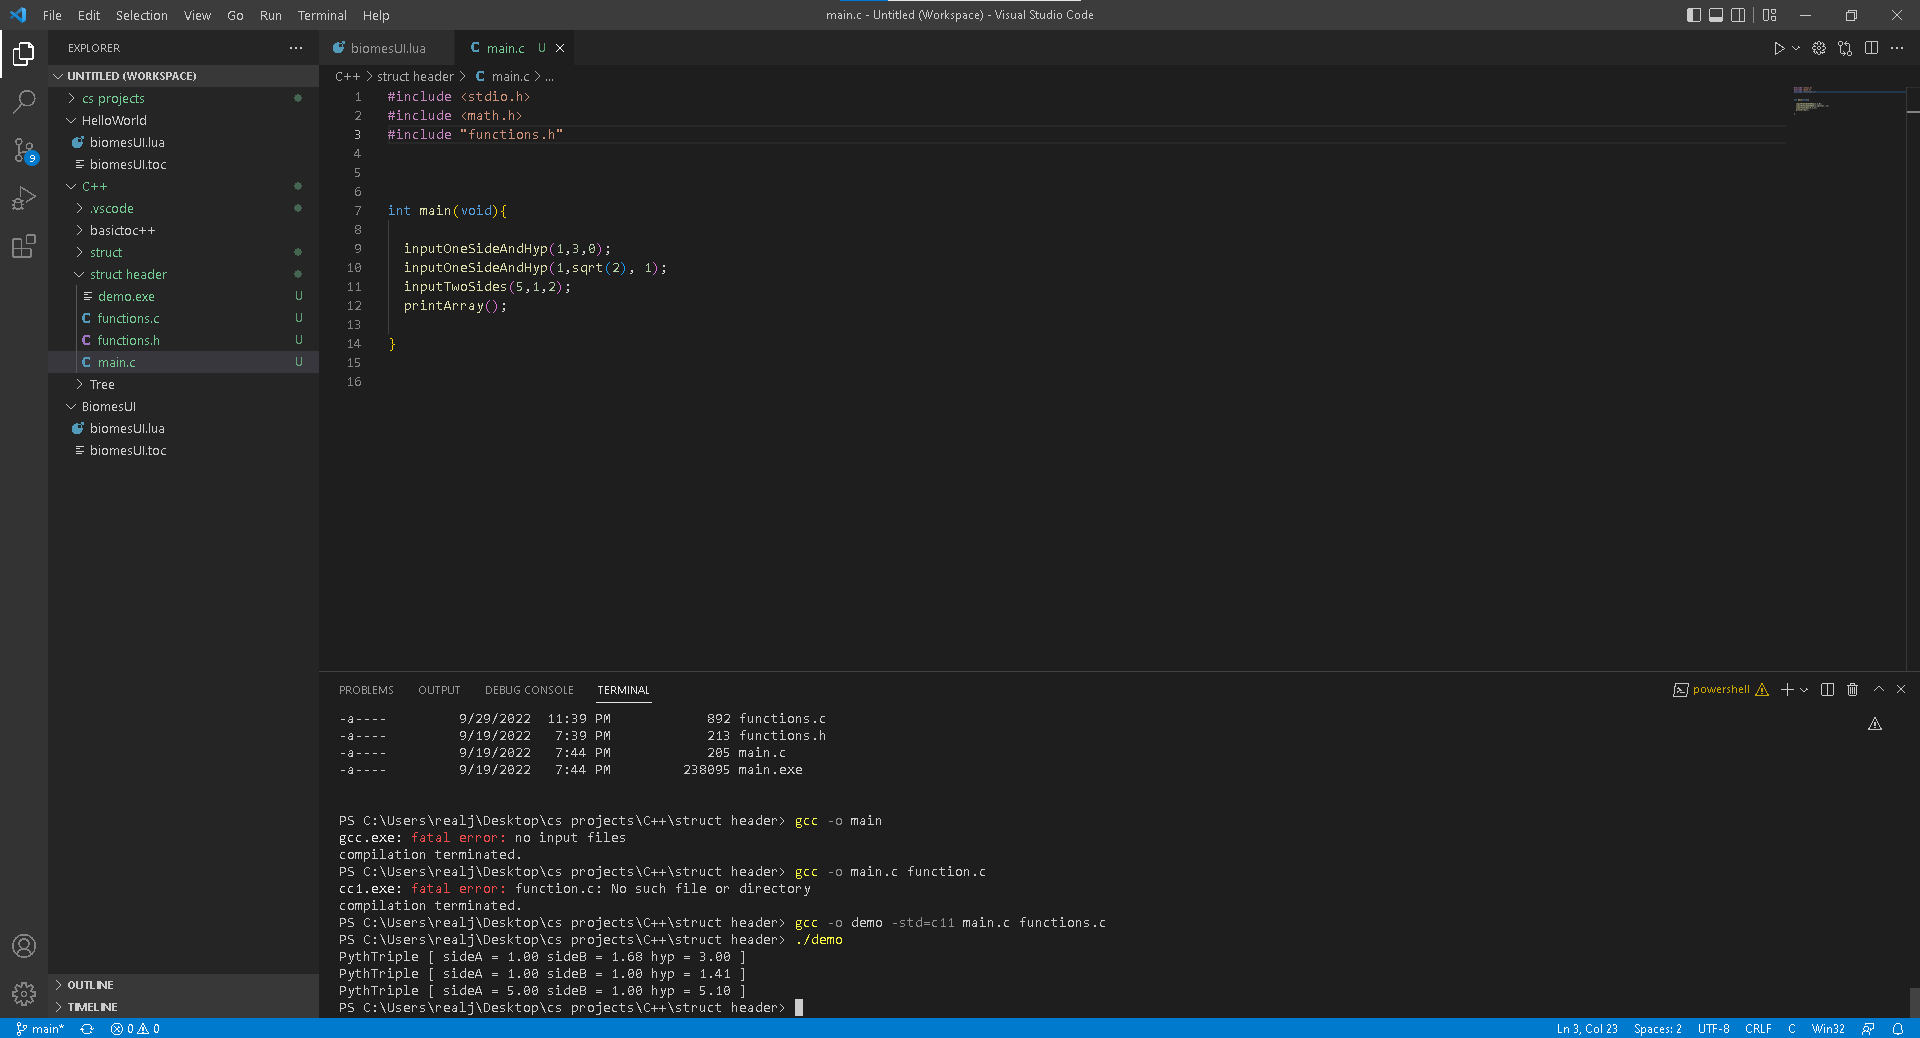 File Edit Selection View Go Run Terminal Help
main.c - Untitled (Workspace) - Visual Studio Code
EXPLORER
UNTITLED (WORKSPACE)
cs projects
HelloWorld
biomesUI.lua
biomesUI.toc
C++
.vscode
basictoc++
struct
struct header
demo.exe U
functions.c U
functions.h U
main.c U
Tree
BiomesUI
biomesUI.lua
biomesUI.toc
OUTLINE
TIMELINE
9
biomesUI.lua
main.c U
C++ > struct header > C main.c > ...
1 #include <stdio.h>
2 #include <math.h>
3 #include "functions.h"
4
5
6
7 int main(void){
8
9 inputOneSideAndHyp(1,3,0);
10 inputOneSideAndHyp(1,sqrt(2), 1);
11 inputTwoSides(5,1,2);
12 printArray();
13
14 }
15
16
PROBLEMS OUTPUT DEBUG CONSOLE TERMINAL
powershell
-a---- 9/29/2022 11:39 PM 892 functions.c
-a---- 9/19/2022 7:39 PM 213 functions.h
-a---- 9/19/2022 7:44 PM 205 main.c
-a---- 9/19/2022 7:44 PM 238095 main.exe
PS C:\Users\realj\Desktop\cs projects\C++\struct header> gcc -o main
gcc.exe: fatal error: no input files
compilation terminated.
PS C:\Users\realj\Desktop\cs projects\C++\struct header> gcc -o main.c function.c
cc1.exe: fatal error: function.c: No such file or directory
compilation terminated.
PS C:\Users\realj\Desktop\cs projects\C++\struct header> gcc -o demo -std=c11 main.c functions.c
PS C:\Users\realj\Desktop\cs projects\C++\struct header> ./demo
PythTriple [ sideA = 1.00 sideB = 1.68 hyp = 3.00 ]
PythTriple [ sideA = 1.00 sideB = 1.00 hyp = 1.41 ]
PythTriple [ sideA = 5.00 sideB = 1.00 hyp = 5.10 ]
PS C:\Users\realj\Desktop\cs projects\C++\struct header>
main* 0 0
Ln 3, Col 23 Spaces: 2 UTF-8 CRLF C Win32